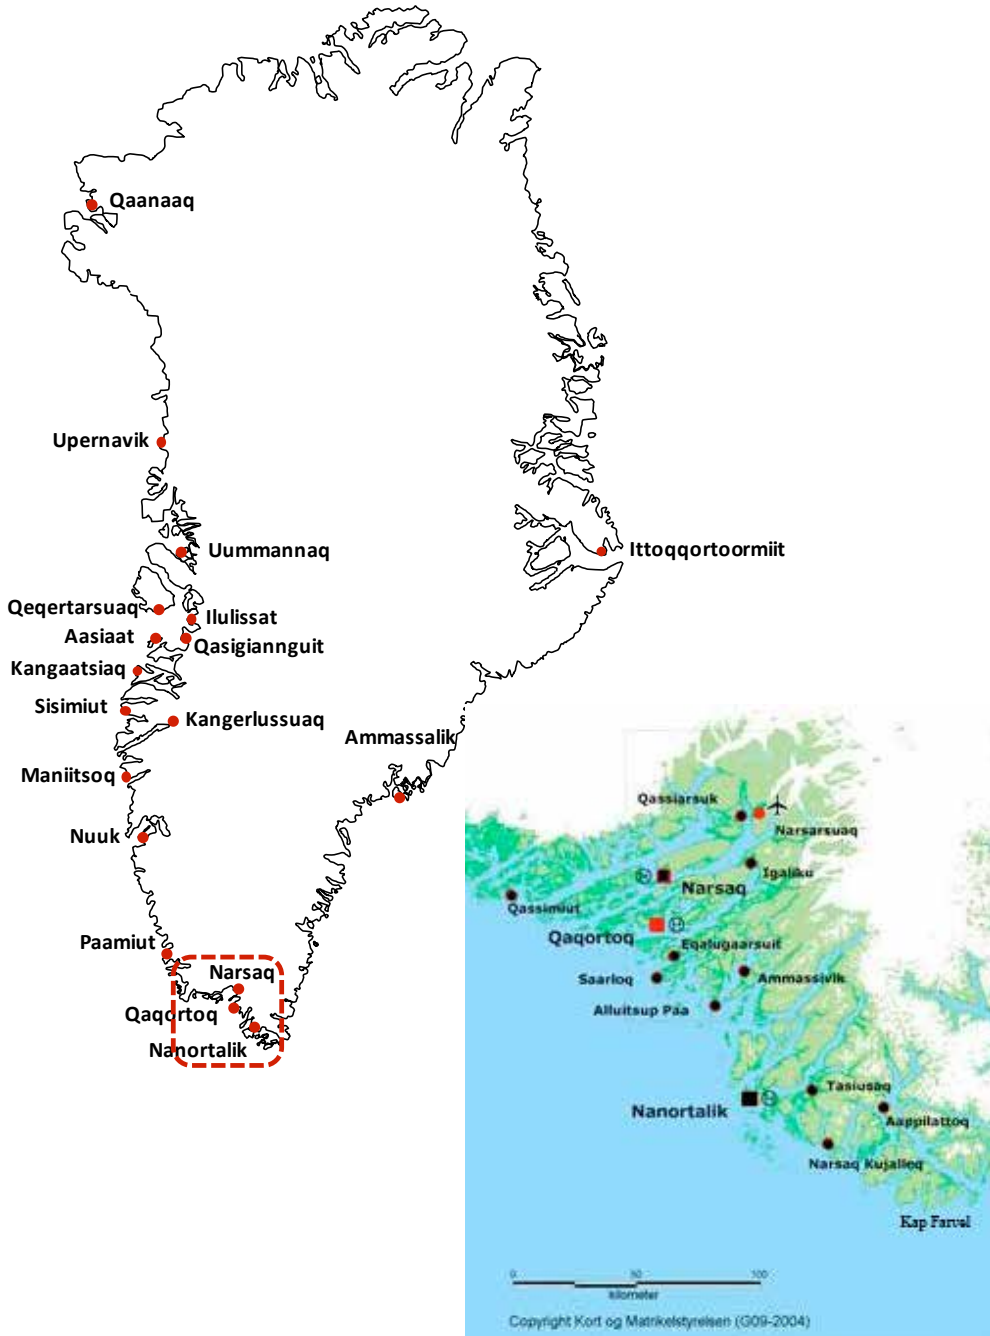 Qaanaaq
Upernavik
Uummannaq
Ittoqqortoormiit
Qeqertarsuaq
Ilulissat
Aasiaat
Qasigiannguit
Kangaatsiaq
Sisimiut
Kangerlussuaq
Ammassalik
Maniitsoq
Nuuk
Paamiut
Narsaq
Qaqortoq
Nanortalik
Qassiarsuk
Narsarsuaq
Igaliku
Narsaq
Qassimiut
Qaqortoq
Eqalugaarsuit
Saarloq
Ammassivik
Alluitsup Paa
Tasiusaq
Nanortalik
Aappilattoq
Narsaq Kujalleq
Kap Farvel
0 50 100
kilometer
Copyright Kort og Matrikelstyrelsen (G09-2004)